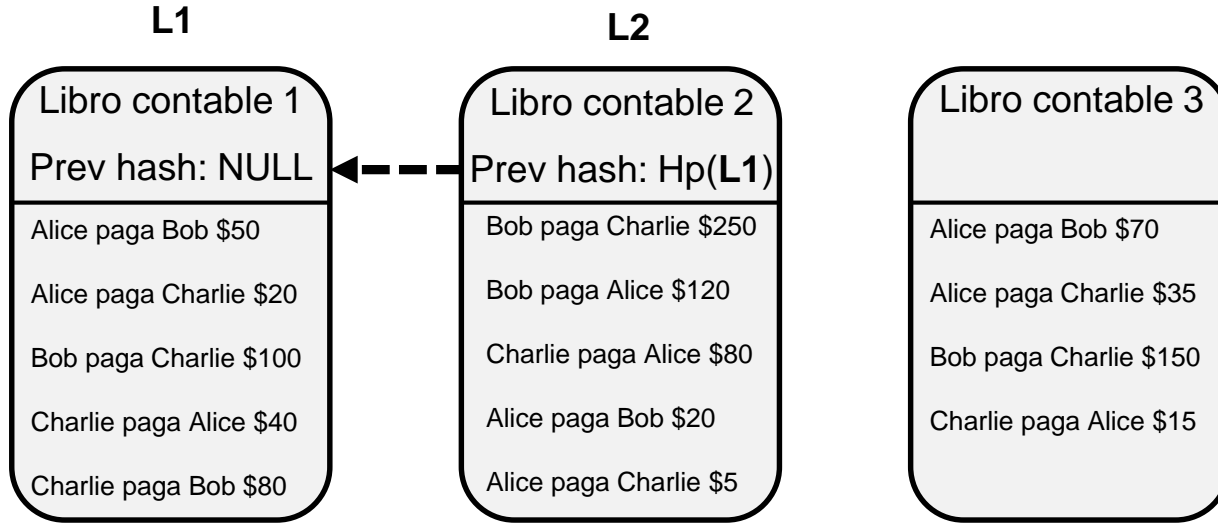 L1
Libro contable 1
Prev hash: NULL
Alice paga Bob $50
Alice paga Charlie $20
Bob paga Charlie $100
Charlie paga Alice $40
Charlie paga Bob $80
L2
Libro contable 2
Prev hash: Hp(L1)
Bob paga Charlie $250
Bob paga Alice $120
Charlie paga Alice $80
Alice paga Bob $20
Alice paga Charlie $5
Libro contable 3
Alice paga Bob $70
Alice paga Charlie $35
Bob paga Charlie $150
Charlie paga Alice $15